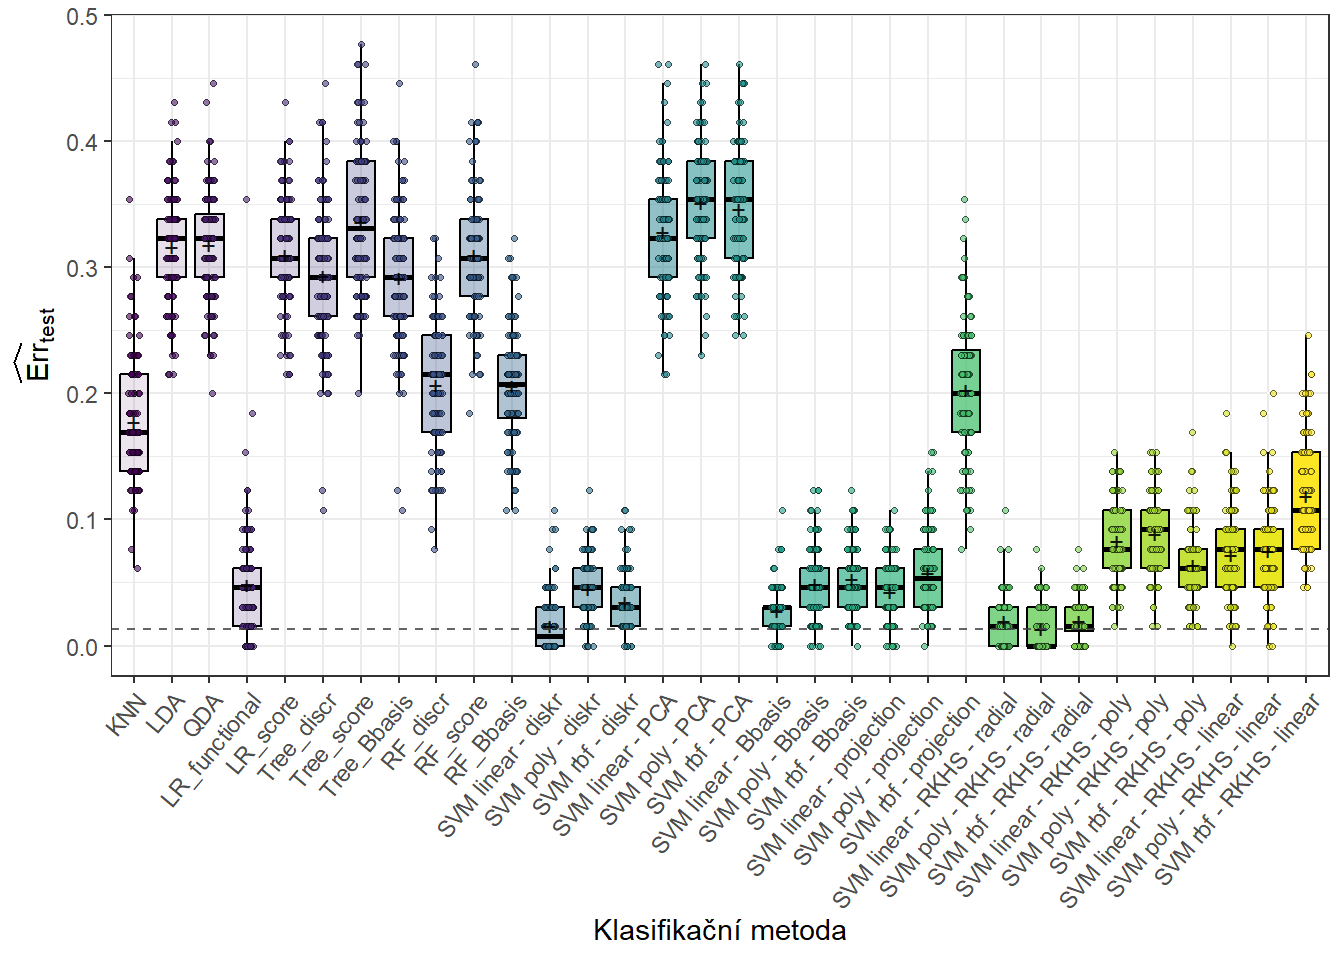 0.5
0.4
0.3
0.2
0.1
0.0
Err test
KNN
LDA
QDA
LR_functional
LR_score
Tree_discr
Tree_score
Tree_Bbasis
RF_discr
RF_score
RF_Bbasis
SVM linear - diskr
SVM poly - diskr
SVM rbf - diskr
SVM linear - PCA
SVM poly - PCA
SVM rbf - PCA
SVM linear - Bbasis
SVM poly - Bbasis
SVM rbf - Bbasis
SVM linear - projection
SVM poly - projection
SVM rbf - projection
SVM linear - RKHS - radial
SVM poly - RKHS - radial
SVM rbf - RKHS - radial
SVM linear - RKHS - poly
SVM poly - RKHS - poly
SVM rbf - RKHS - poly
SVM linear - RKHS - linear
SVM poly - RKHS - linear
SVM rbf - RKHS - linear
Klasifikační metoda